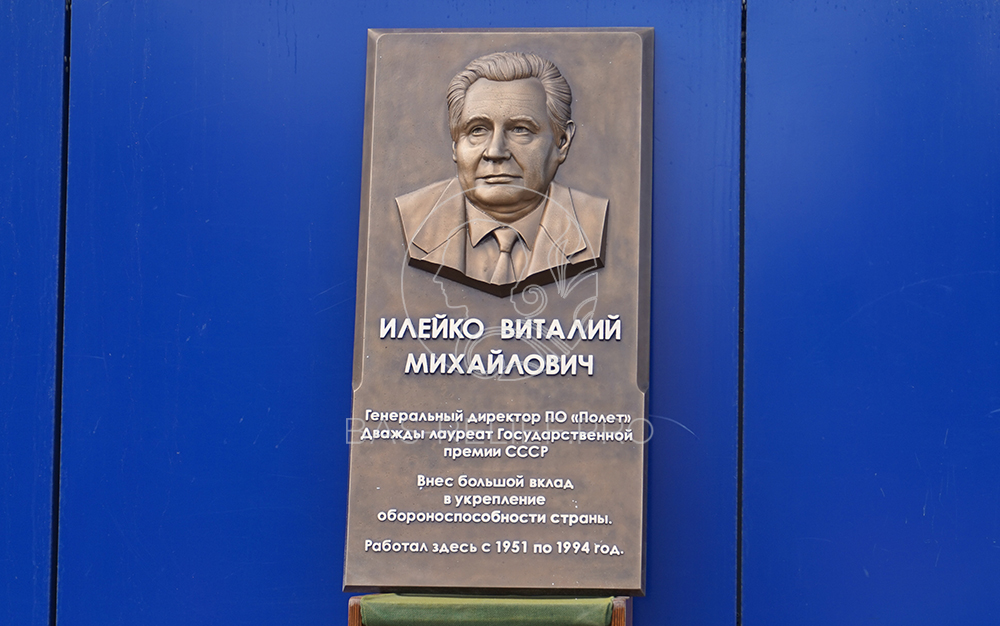 ИЛЕЙКО ВИТАЛИЙ
МИХАЙЛОВИЧ
Генеральный директор ПО «Полет»
Дважды лауреат Государственной
премии СССР
Внес большой вклад
в укрепление
обороноспособности страны.
Работал здесь с 1951 по 1994 год.